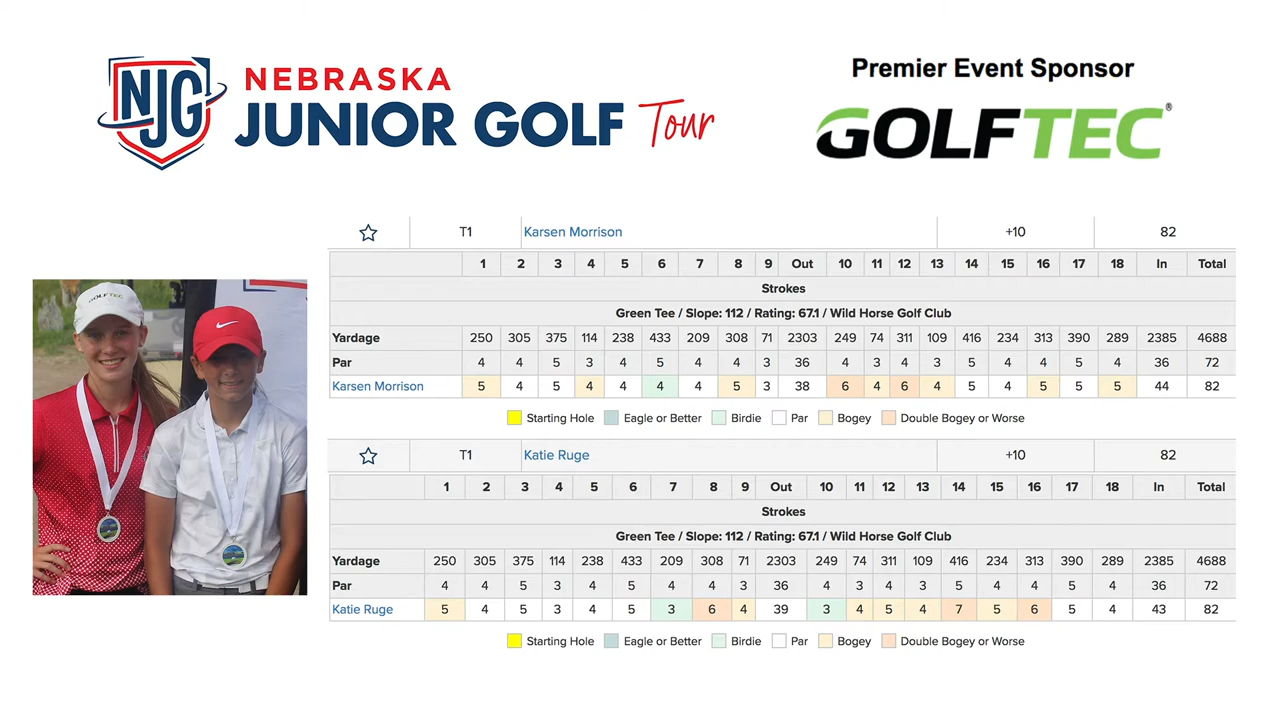 NJG
NEBRASKA
JUNIOR GOLF Tour
Premier Event Sponsor
GOLFTEC®
T1 Karsen Morrison +10 82
1 2 3 4 5 6 7 8 9 Out 10 11 12 13 14 15 16 17 18 In Total
Strokes
Green Tee / Slope: 112 / Rating: 67.1 / Wild Horse Golf Club
Yardage 250 305 375 114 238 433 209 308 71 2303 249 74 311 109 416 234 313 390 289 2385 4688
Par 4 4 5 3 4 5 4 4 3 36 4 3 4 3 5 4 4 5 4 36 72
Karsen Morrison 5 4 5 4 4 4 4 5 3 38 6 4 6 4 5 4 5 5 5 44 82
Starting Hole Eagle or Better Birdie Par Bogey Double Bogey or Worse
T1 Katie Ruge +10 82
1 2 3 4 5 6 7 8 9 Out 10 11 12 13 14 15 16 17 18 In Total
Strokes
Green Tee / Slope: 112 / Rating: 67.1 / Wild Horse Golf Club
Yardage 250 305 375 114 238 433 209 308 71 2303 249 74 311 109 416 234 313 390 289 2385 4688
Par 4 4 5 3 4 5 4 4 3 36 4 3 4 3 5 4 4 5 4 36 72
Katie Ruge 5 4 5 3 4 5 3 6 4 39 3 4 5 4 7 5 6 5 4 43 82
Starting Hole Eagle or Better Birdie Par Bogey Double Bogey or Worse
GOLFTEC